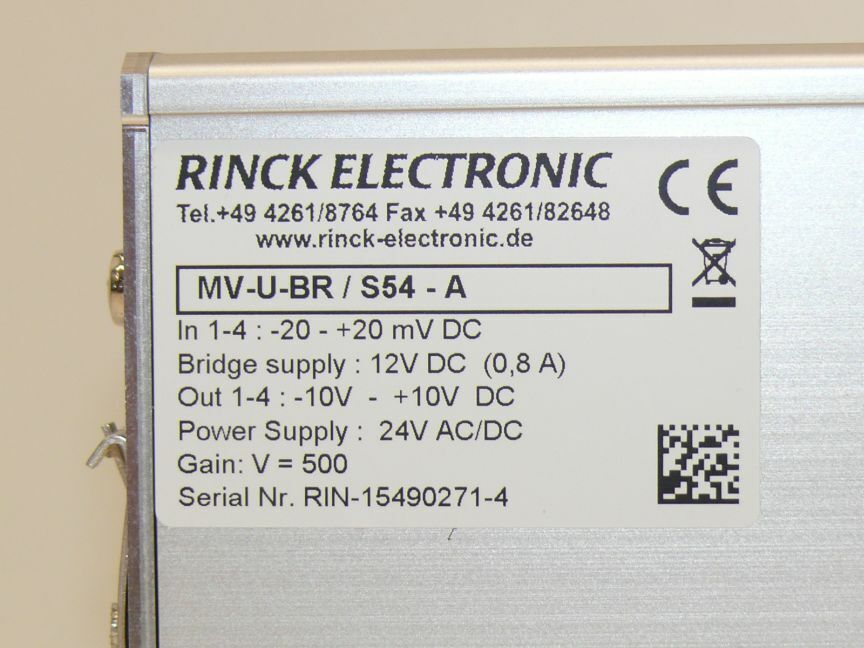 RINCK ELECTRONIC
Tel.+49 4261/8764 Fax +49 4261/82648
www.rinck-electronic.de
CE
MV-U-BR / S54 - A
In 1-4 : -20 - +20 mV DC
Bridge supply : 12V DC (0,8 A)
Out 1-4 : -10V - +10V DC
Power Supply : 24V AC/DC
Gain: V = 500
Serial Nr. RIN-15490271-4